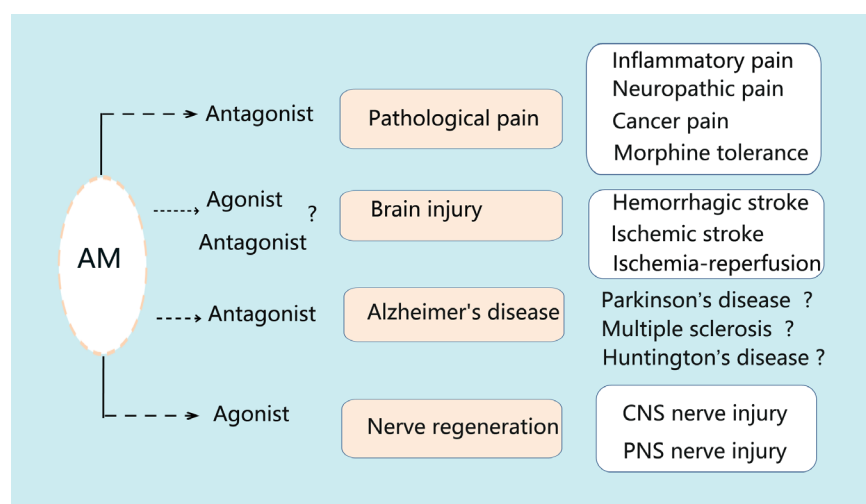 AM
Antagonist
Pathological pain
Inflammatory pain
Neuropathic pain
Cancer pain
Morphine tolerance
Agonist
?
Antagonist
Brain injury
Hemorrhagic stroke
Ischemic stroke
Ischemia-reperfusion
Antagonist
Alzheimer's disease
Parkinson’s disease ?
Multiple sclerosis ?
Huntington’s disease ?
Agonist
Nerve regeneration
CNS nerve injury
PNS nerve injury